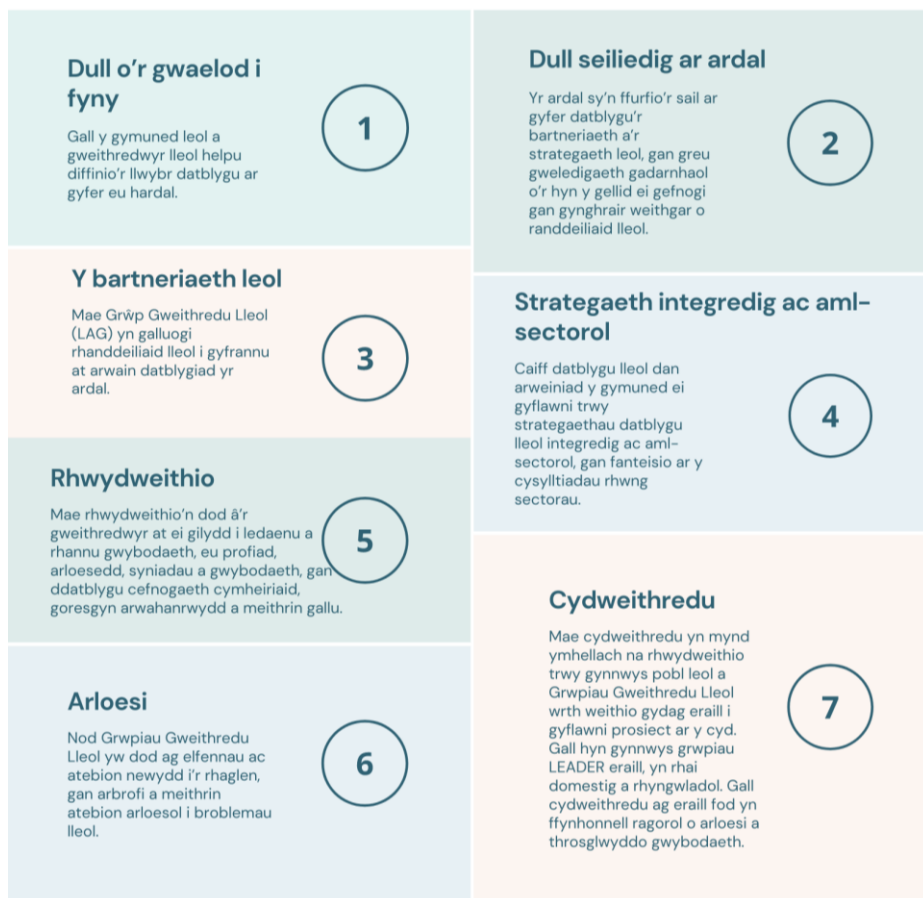 Dull o'r gwaelod i
fyny
Gall y gymuned leol a
gweithredwyr lleol helpu
diffinio'r llwybr datblygu ar
gyfer eu hardal.
1
Dull seiliedig ar ardal
Yr ardal sy'n ffurfio'r sail ar
gyfer datblygu'r
bartneriaeth a'r
strategaeth leol, gan greu
gweledigaeth gadarnhaol
o'r hyn y gellid ei gefnogi
gan gynghrair weithgar o
randdeiliaid lleol.
2
Y bartneriaeth leol
Mae Grŵp Gweithredu Lleol
(LAG) yn galluogi
rhanddeiliaid lleol i gyfrannu
at arwain datblygiad yr
ardal.
3
Strategaeth integredig ac aml-
sectorol
Caiff datblygu lleol dan
arweiniad y gymuned ei
gyflawni trwy
strategaethau datblygu
lleol integredig ac aml-
sectorol, gan fanteisio ar y
cysylltiadau rhwng
sectorau.
4
Rhwydweithio
Mae rhwydweithio'n dod â'r
gweithredwyr at ei gilydd i ledaenu a
rhannu gwybodaeth, eu profiad,
arloesedd, syniadau a gwybodaeth, gan
ddatblygu cefnogaeth cymheiriaid,
goresgyn arwahanrwydd a meithrin gallu.
5
Arloesi
Nod Grwpiau Gweithredu
Lleol yw dod ag elfennau ac
atebion newydd i'r rhaglen,
gan arbrofi a meithrin
atebion arloesol i broblemau
lleol.
6
Cydweithredu
Mae cydweithredu yn mynd
ymhellach na rhwydweithio
trwy gynnwys pobl leol a
Grwpiau Gweithredu Lleol
wrth weithio gydag eraill i
gyflawni prosiect ar y cyd.
Gall hyn gynnwys grwpiau
LEADER eraill, yn rhai
domestig a rhyngwladol. Gall
cydweithredu ag eraill fod yn
ffynhonnell ragorol o arloesi a
throsglwyddo gwybodaeth.
7